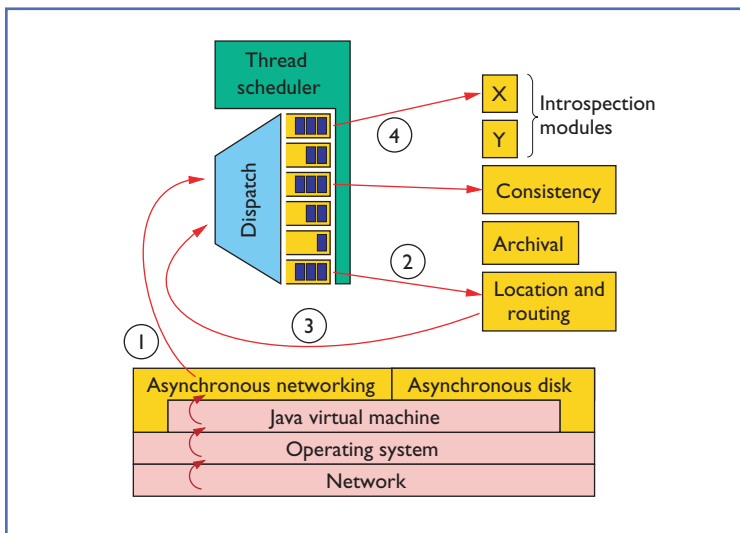 Thread
scheduler
X
Introspection
modules
4
Y
Dispatch
Consistency
Archival
2
Location and
routing
3
1
Asynchronous networking
Asynchronous disk
Java virtual machine
Operating system
Network